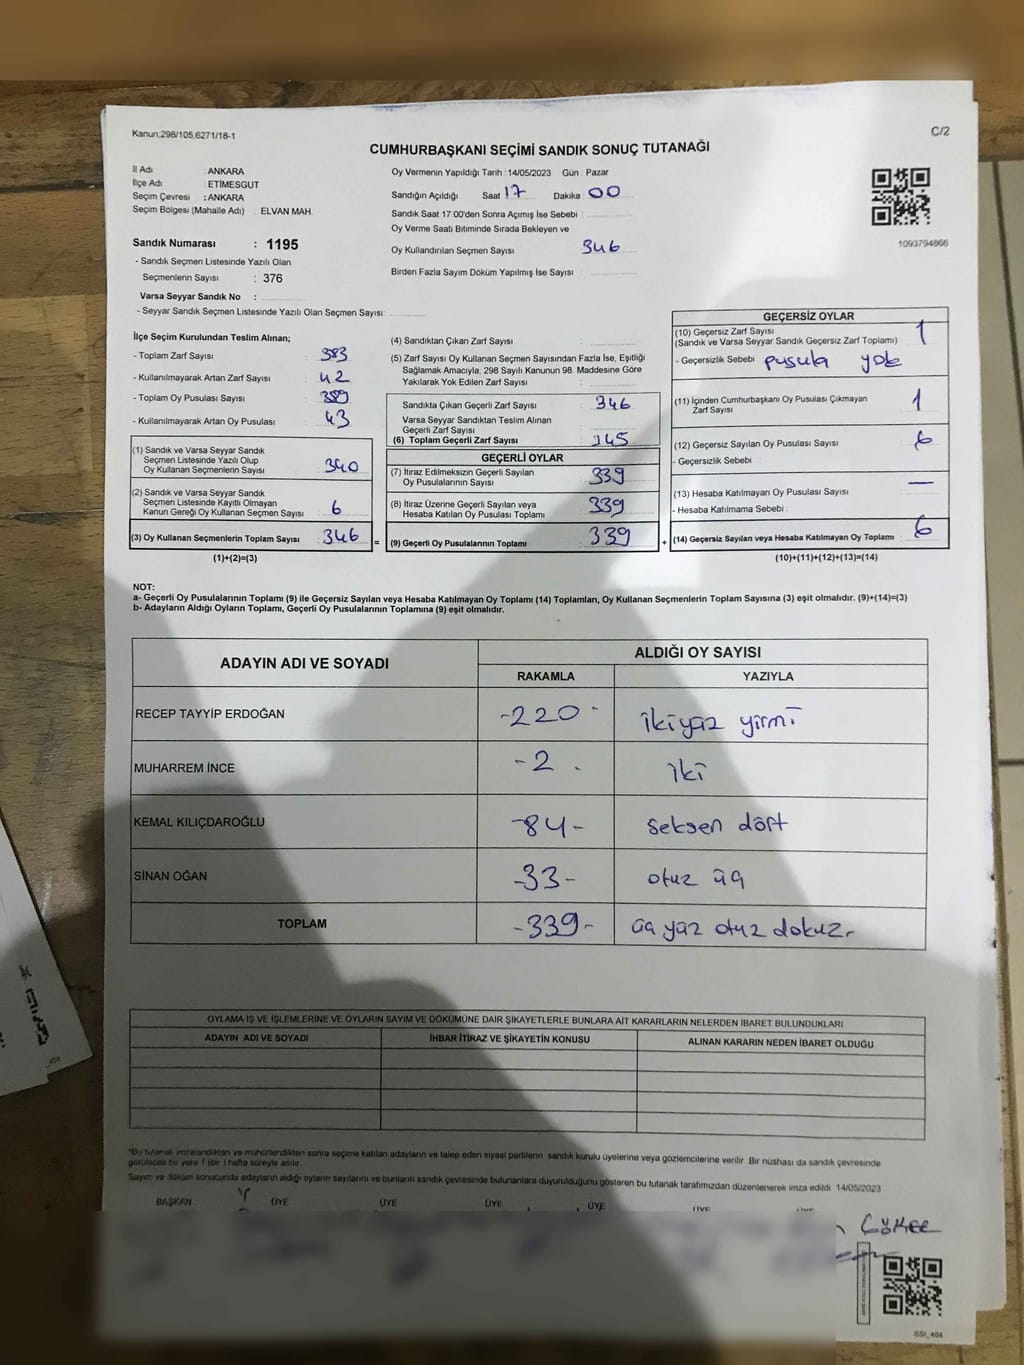 Kanun:298/105,6271/18-1
C/2
CUMHURBAŞKANI SEÇİMİ SANDIK SONUÇ TUTANAĞI
İl Adı : ANKARA
İlçe Adı : ETİMESGUT
Seçim Çevresi : ANKARA
Seçim Bölgesi (Mahalle Adı) : ELVAN MAH.
Sandık Numarası : 1195
- Sandık Seçmen Listesinde Yazılı Olan
Seçmenlerin Sayısı : 376
Varsa Seyyar Sandık No :
- Seyyar Sandık Seçmen Listesinde Yazılı Olan Seçmen Sayısı:
Oy Vermenin Yapıldığı Tarih : 14/05/2023 Gün : Pazar
Sandığın Açıldığı Saat 17 Dakika : 00
Sandık Saat 17:00'den Sonra Açımış İse Sebebi :
Oy Verme Saati Bitiminde Sırada Bekleyen ve
Oy Kullandırılan Seçmen Sayısı 346
Birden Fazla Sayım Döküm Yapılmış İse Sayısı :
1093794866
İlçe Seçim Kurulundan Teslim Alınan;
- Toplam Zarf Sayısı : 383
- Kullanılmayarak Artan Zarf Sayısı : 42
- Toplam Oy Pusulası Sayısı : 389
- Kullanılmayarak Artan Oy Pusulası : 43
(1) Sandık ve Varsa Seyyar Sandık
Seçmen Listesinde Yazılı Olup
Oy Kullanan Seçmenlerin Sayısı : 340
(2) Sandık ve Varsa Seyyar Sandık
Seçmen Listesinde Kayıtlı Olmayan
Kanun Gereği Oy Kullanan Seçmen Sayısı : 6
(3) Oy Kullanan Seçmenlerin Toplam Sayısı : 346 =
(1)+(2)=(3)
(4) Sandıktan Çıkan Zarf Sayısı :
(5) Zarf Sayısı Oy Kullanan Seçmen Sayısından Fazla İse, Eşitliği
Sağlamak Amacıyla, 298 Sayılı Kanunun 98. Maddesine Göre
Yakılarak Yok Edilen Zarf Sayısı :
Sandıkta Çıkan Geçerli Zarf Sayısı : 346
Varsa Seyyar Sandıktan Teslim Alınan
Geçerli Zarf Sayısı :
(6) Toplam Geçerli Zarf Sayısı : 345
GEÇERLİ OYLAR
(7) İtiraz Edilmeksizin Geçerli Sayılan
Oy Pusulalarının Sayısı : 339
(8) İtiraz Üzerine Geçerli Sayılan veya
Hesaba Katılan Oy Pusulası Toplamı : 339
(9) Geçerli Oy Pusulalarının Toplamı : 339 +
GEÇERSİZ OYLAR
(10) Geçersiz Zarf Sayısı
(Sandık ve Varsa Seyyar Sandık Geçersiz Zarf Toplamı) : 1
- Geçersizlik Sebebi : pusula yok
(11) İçinden Cumhurbaşkanı Oy Pusulası Çıkmayan
Zarf Sayısı : 1
(12) Geçersiz Sayılan Oy Pusulası Sayısı : 6
- Geçersizlik Sebebi :
(13) Hesaba Katılmayan Oy Pusulası Sayısı : —
- Hesaba Katılmama Sebebi :
(14) Geçersiz Sayılan veya Hesaba Katılmayan Oy Toplamı : 6
(10)+(11)+(12)+(13)=(14)
NOT:
a- Geçerli Oy Pusulalarının Toplamı (9) ile Geçersiz Sayılan veya Hesaba Katılmayan Oy Toplamı (14) Toplamları, Oy Kullanan Seçmenlerin Toplam Sayısına (3) eşit olmalıdır. (9)+(14)=(3)
b- Adayların Aldığı Oyların Toplamı, Geçerli Oy Pusulalarının Toplamına (9) eşit olmalıdır.
ADAYIN ADI VE SOYADI ALDIĞI OY SAYISI
RAKAMLA YAZIYLA
RECEP TAYYİP ERDOĞAN -220- ikiyüz yirmi
MUHARREM İNCE -2. iki
KEMAL KILIÇDAROĞLU -84- Seksen dört
SİNAN OĞAN -33- otuz üç
TOPLAM -339- üç yüz otuz dokuz.
OYLAMA İŞ VE İŞLEMLERİNE VE OYLARIN SAYIM VE DÖKÜMÜNE DAİR ŞİKAYETLERLE BUNLARA AİT KARARLARIN NELERDEN İBARET BULUNDUKLARI
ADAYIN ADI VE SOYADI İHBAR İTİRAZ VE ŞİKAYETİN KONUSU ALINAN KARARIN NEDEN İBARET OLDUĞU
*Bu tutanak imzalandıktan ve mühürlendikten sonra seçime katılan adayların ve talep eden siyasi partilerin sandık kurulu üyelerine veya gözlemcilerine verilir. Bir nüshası da sandık çevresinde
görülecek bir yere 1 (bir) hafta süreyle asılır.
Sayım ve döküm sonucunda adayların aldığı oyların sayılarını ve bunların sandık çevresinde bulunanlara duyurulduğunu gösteren bu tutanak tarafımızdan düzenlenerek imza edildi. 14/05/2023
BAŞKAN ÜYE ÜYE ÜYE ÜYE ÜYE ÜYE